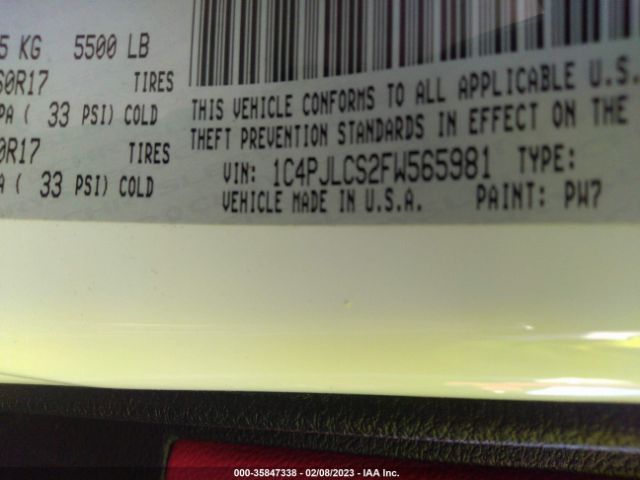 5 KG 5500 LB
60R17 TIRES
PA ( 33 PSI) COLD
0R17 TIRES
A ( 33 PSI) COLD
THIS VEHICLE CONFORMS TO ALL APPLICABLE U.S.
THEFT PREVENTION STANDARDS IN EFFECT ON THE
VIN: 1C4PJLCS2FW565981 TYPE:
VEHICLE MADE IN U.S.A. PAINT: PW7
000-35847338 - 02/08/2023 - IAA Inc.